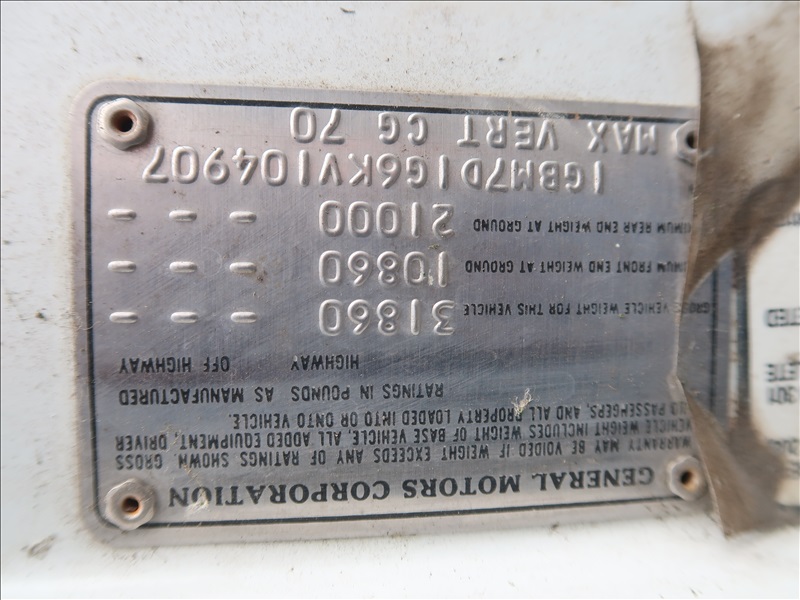 GENERAL MOTORS CORPORATION
WARRANTY MAY BE VOIDED IF WEIGHT EXCEEDS ANY OF RATINGS SHOWN. GROSS
VEHICLE WEIGHT INCLUDES WEIGHT OF BASE VEHICLE, ALL ADDED EQUIPMENT, DRIVER
PASSENGERS, AND ALL PROPERTY LOADED INTO OR ONTO VEHICLE.
RATINGS IN POUNDS AS MANUFACTURED
HIGHWAY OFF HIGHWAY
VEHICLE WEIGHT FOR THIS VEHICLE 31860 - - -
FRONT END WEIGHT AT GROUND 10860 - - -
REAR END WEIGHT AT GROUND 21000 - - -
1GBM7D1G6KV104907
MAX VERT CG 70